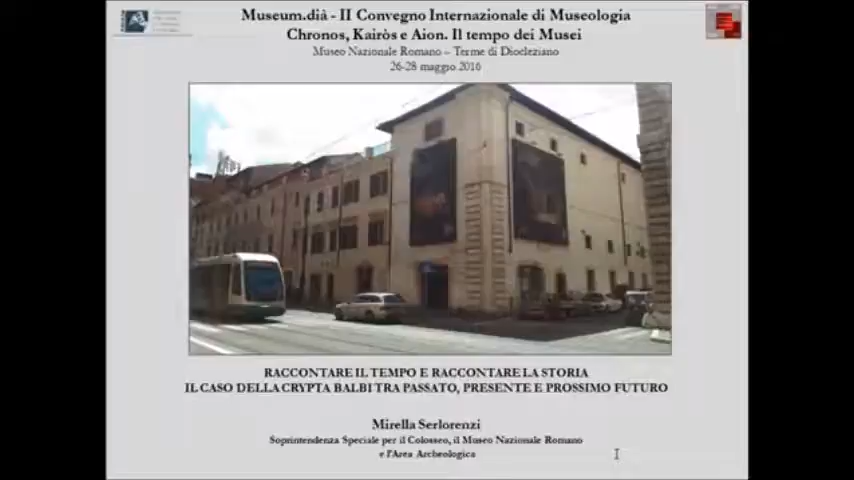 Museum.dià - II Convegno Internazionale di Museologia
Chronos, Kairòs e Aion. Il tempo dei Musei
Museo Nazionale Romano – Terme di Diocleziano
26-28 maggio 2016
RACCONTARE IL TEMPO E RACCONTARE LA STORIA
IL CASO DELLA CRYPTA BALBI TRA PASSATO, PRESENTE E PROSSIMO FUTURO
Mirella Serlorenzi
Soprintendenza Speciale per il Colosseo, il Museo Nazionale Romano
e l'Area Archeologica